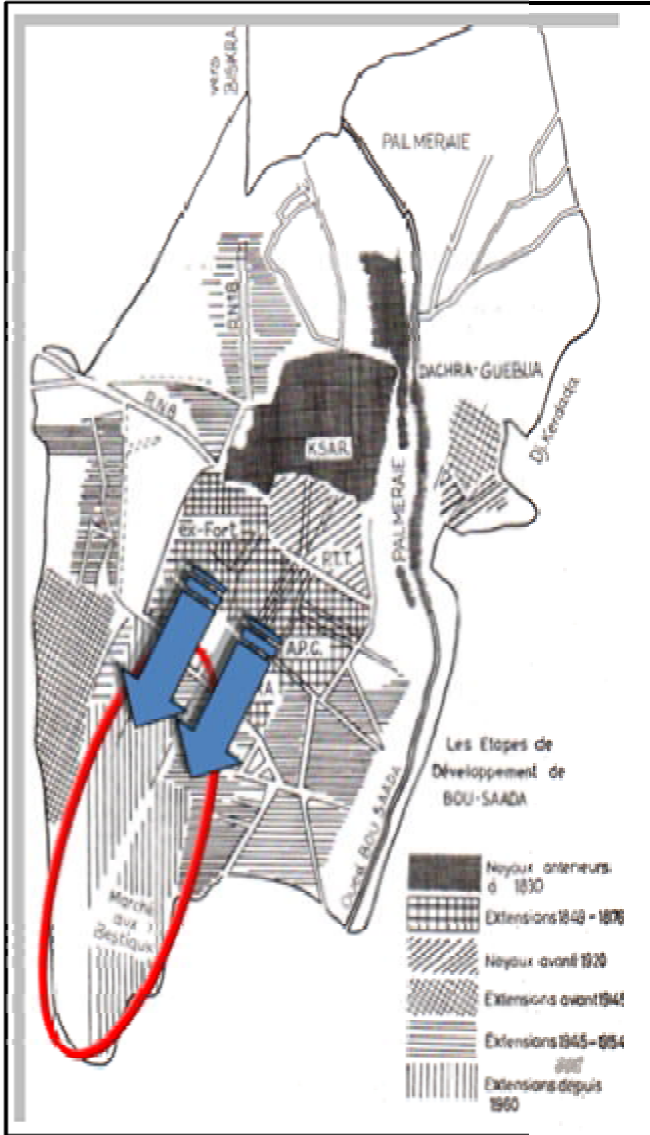 vers
BISKRA
PALMERAIE
RN8
DACHRA-GUEBLIA
Dj. Kerdada
RN8
KSAR
PALMERAIE
ex-Fort
P.T.T.
A.P.C.
Les Etapes de
Développement de
BOU-SAADA
Oued BOU SAADA
Marché
aux
Bestiaux
Noyaux anterieurs
à 1830
Extensions 1849-1876
Noyaux avant 1920
Extensions avant 1945
Extensions 1945-1954
Extensions depuis
1960